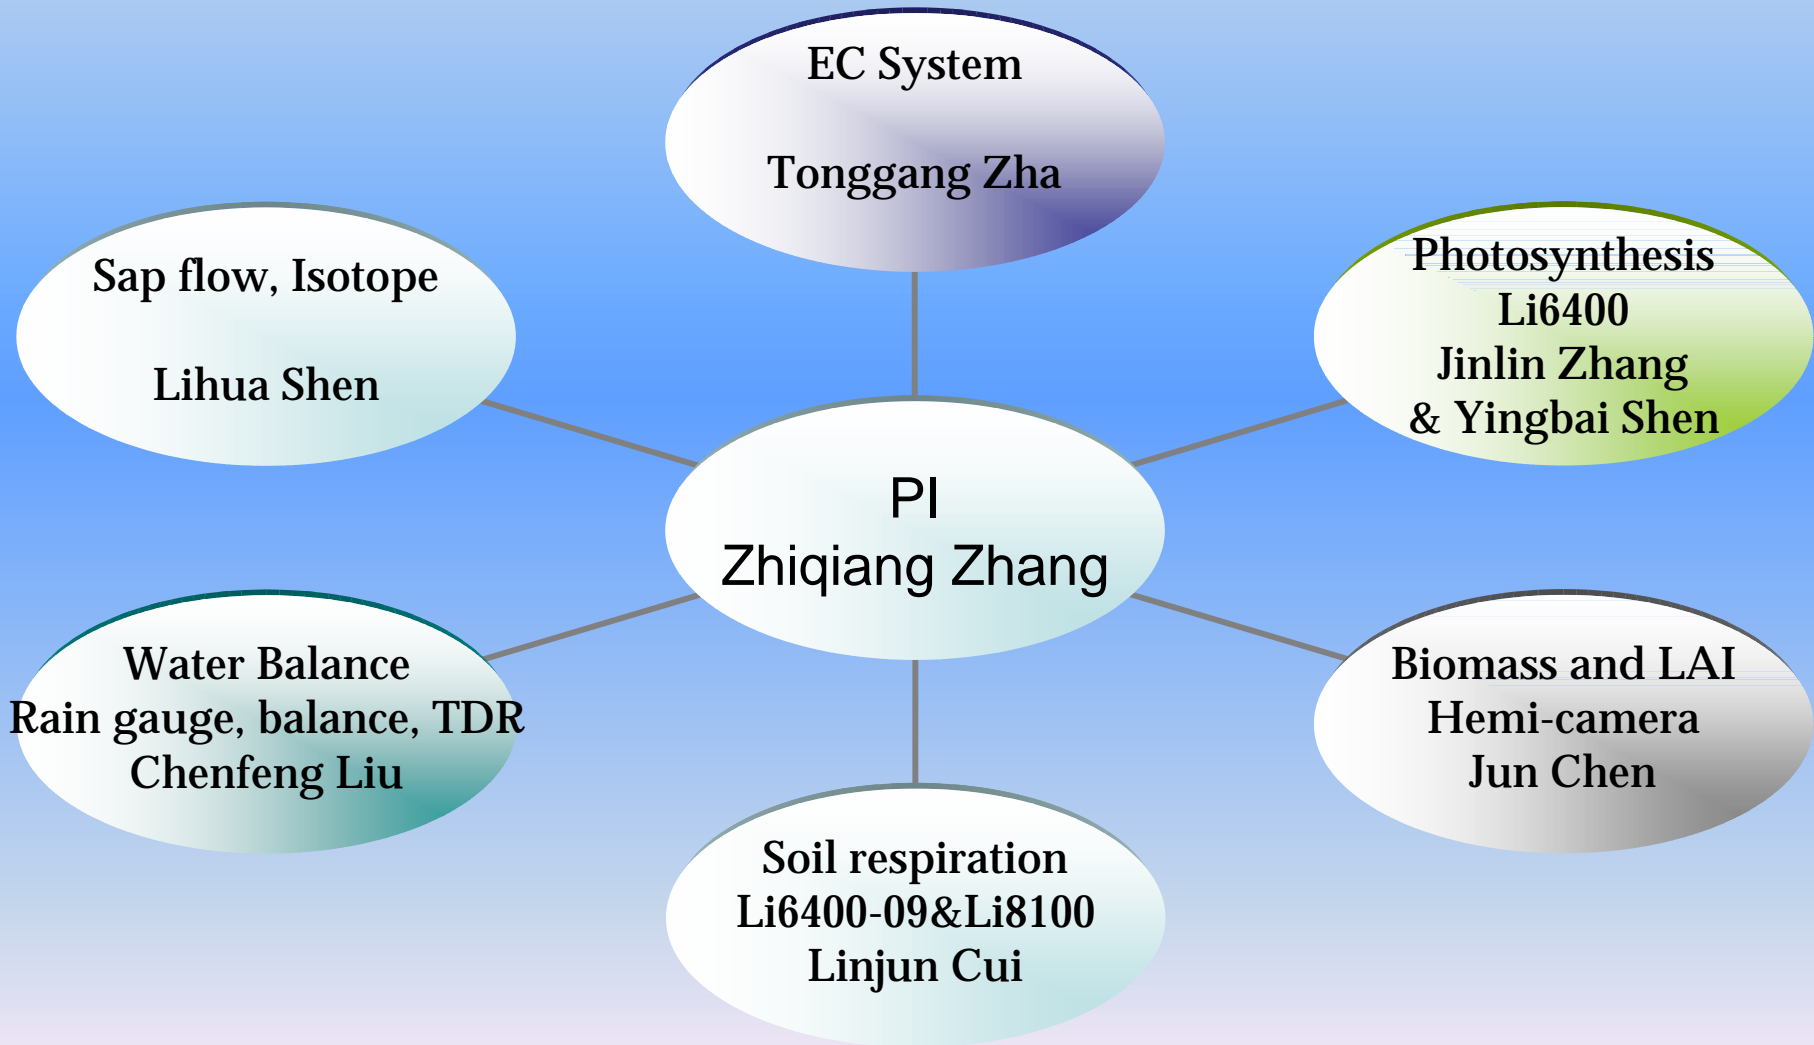 EC System
Tonggang Zha
Sap flow, Isotope
Lihua Shen
Photosynthesis
Li6400
Jinlin Zhang
& Yingbai Shen
PI
Zhiqiang Zhang
Water Balance
Rain gauge, balance, TDR
Chenfeng Liu
Biomass and LAI
Hemi-camera
Jun Chen
Soil respiration
Li6400-09&Li8100
Linjun Cui